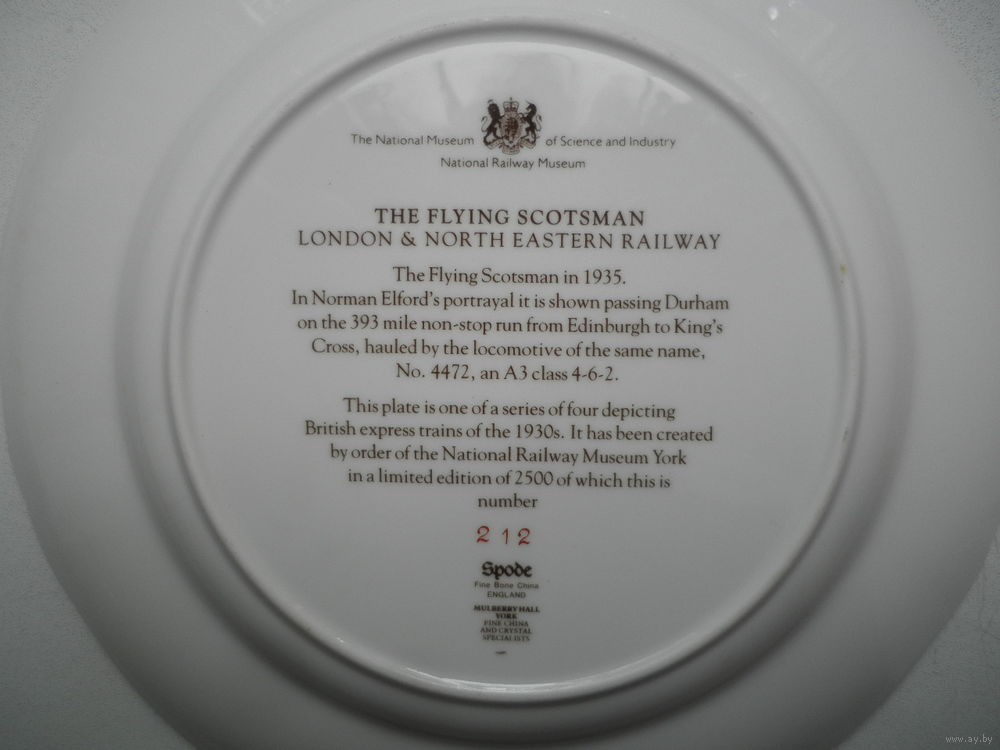 The National Museum of Science and Industry
National Railway Museum
THE FLYING SCOTSMAN
LONDON & NORTH EASTERN RAILWAY
The Flying Scotsman in 1935.
In Norman Elford's portrayal it is shown passing Durham
on the 393 mile non-stop run from Edinburgh to King's
Cross, hauled by the locomotive of the same name,
No. 4472, an A3 class 4-6-2.
This plate is one of a series of four depicting
British express trains of the 1930s. It has been created
by order of the National Railway Museum York
in a limited edition of 2500 of which this is
number
212
Spode
Fine Bone China
ENGLAND
MULBERRY HALL
YORK
FINE CHINA
AND CRYSTAL
SPECIALISTS
www.ay.by